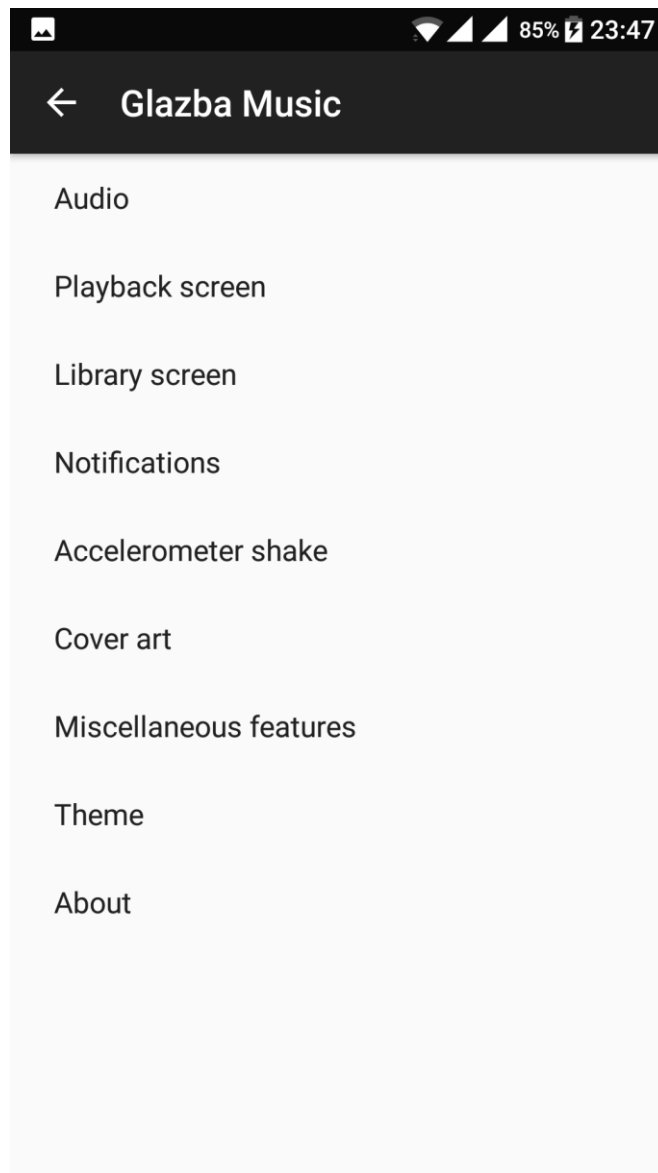 85% 23:47
Glazba Music
Audio
Playback screen
Library screen
Notifications
Accelerometer shake
Cover art
Miscellaneous features
Theme
About